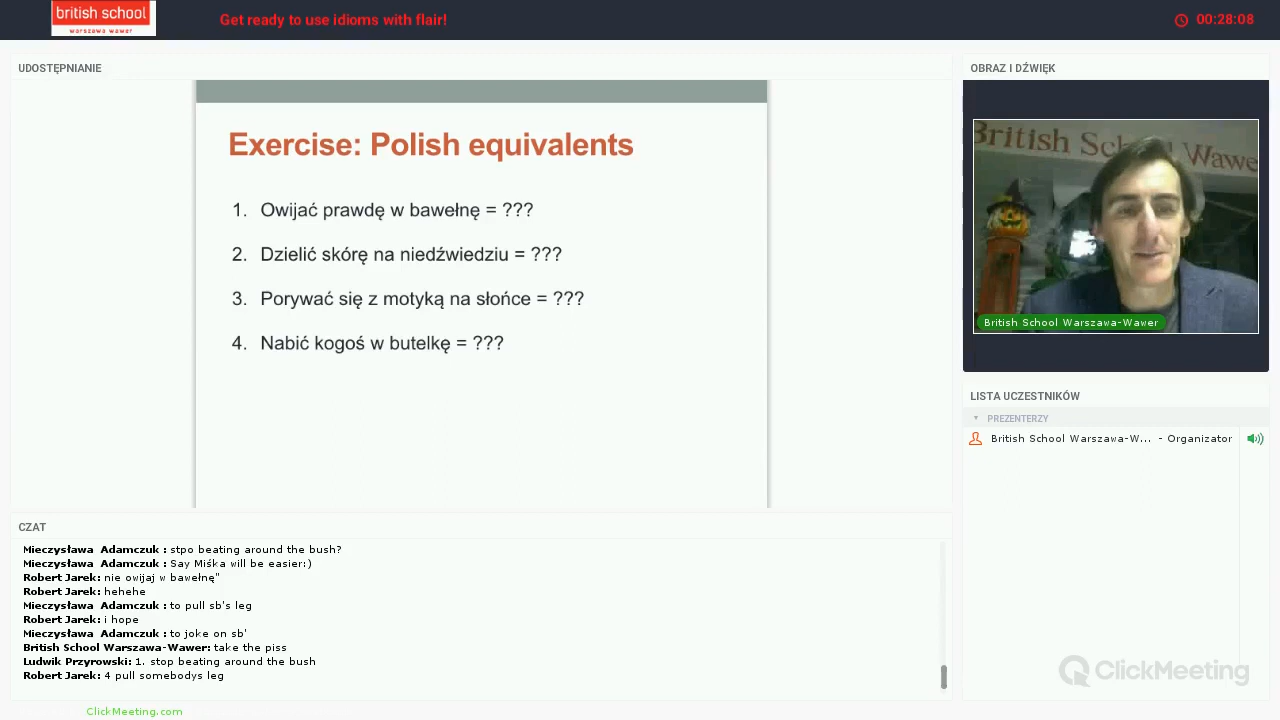 british school
warszawa wawer
Get ready to use idioms with flair!
00:28:08
UDOSTĘPNIANIE
Exercise: Polish equivalents
1. Owijać prawdę w bawełnę = ???
2. Dzielić skórę na niedźwiedziu = ???
3. Porywać się z motyką na słońce = ???
4. Nabić kogoś w butelkę = ???
OBRAZ I DŹWIĘK
British School Wawe
British School Warszawa-Wawer
LISTA UCZESTNIKÓW
PREZENTERZY
British School Warszawa-W... - Organizator
CZAT
Mieczysława Adamczuk : stpo beating around the bush?
Mieczysława Adamczuk : Say Miśka will be easier:)
Robert Jarek: nie owijaj w bawełnę"
Robert Jarek: hehehe
Mieczysława Adamczuk : to pull sb's leg
Robert Jarek: i hope
Mieczysława Adamczuk : to joke on sb'
British School Warszawa-Wawer: take the piss
Ludwik Przyrowski: 1. stop beating around the bush
Robert Jarek: 4 pull somebodys leg
ClickMeeting
ClickMeeting.com